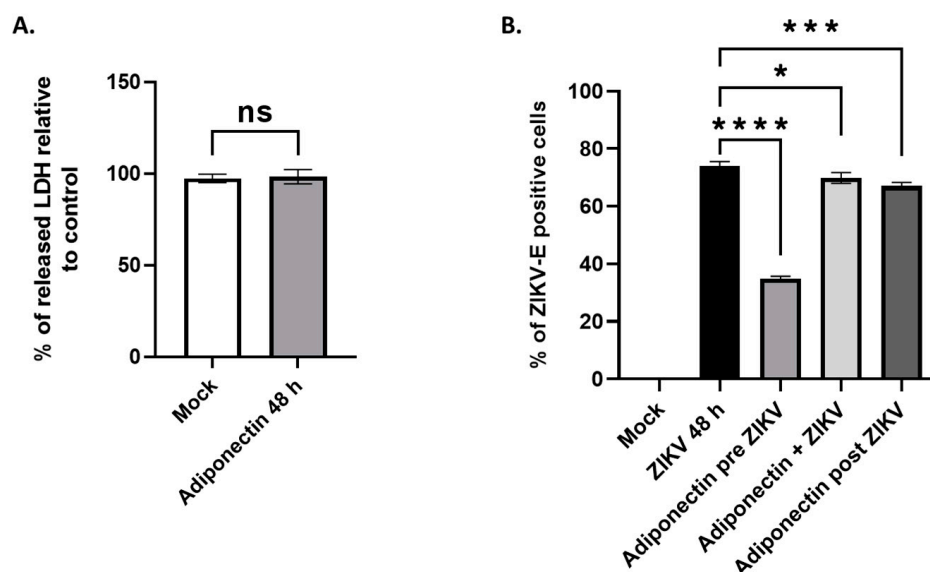 A.
% of released LDH relative
to control
150
100
50
0
ns
Mock
Adiponectin 48 h
B.
% of ZIKV-E positive cells
100
80
60
40
20
0
***
*
****
Mock
ZIKV 48 h
Adiponectin pre ZIKV
Adiponectin + ZIKV
Adiponectin post ZIKV